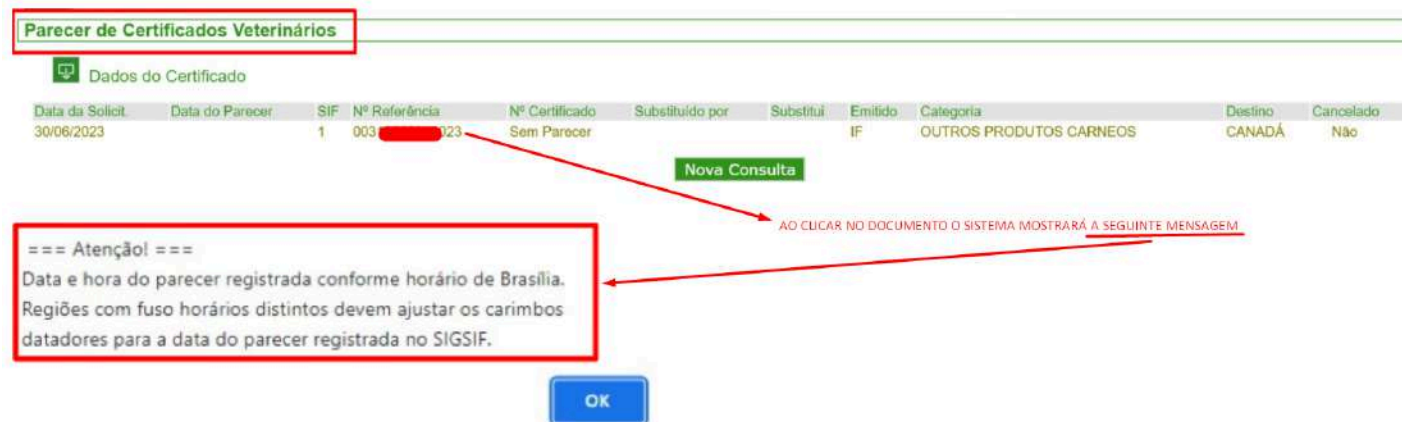 Parecer de Certificados Veterinários
Dados do Certificado
Data da Solicit. Data do Parecer SIF Nº Referência Nº Certificado Substituído por Substitui Emitido Categoria Destino Cancelado
30/06/2023 1 003 023 Sem Parecer IF OUTROS PRODUTOS CARNEOS CANADÁ Não
Nova Consulta
AO CLICAR NO DOCUMENTO O SISTEMA MOSTRARÁ A SEGUINTE MENSAGEM
=== Atenção! ===
Data e hora do parecer registrada conforme horário de Brasília.
Regiões com fuso horários distintos devem ajustar os carimbos
datadores para a data do parecer registrada no SIGSIF.
OK